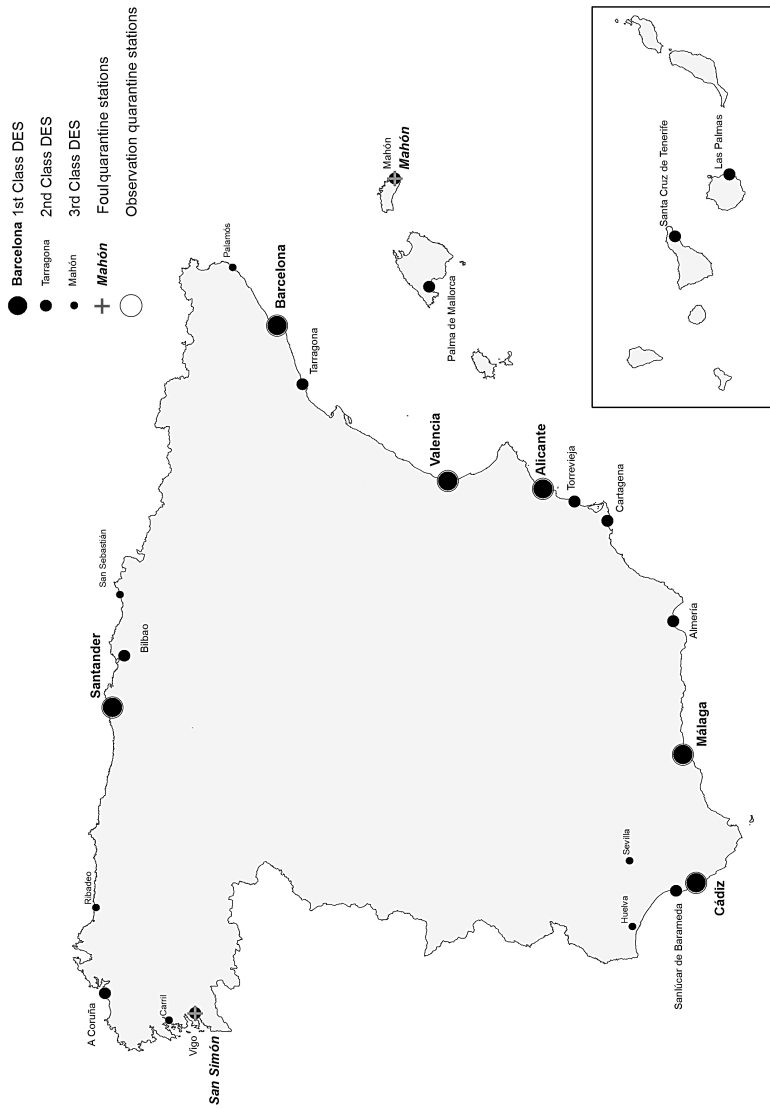 Barcelona 1st Class DES
Tarragona 2nd Class DES
Mahón 3rd Class DES
Mahón Foul quarantine stations
Observation quarantine stations
A Coruña
Carril
Vigo
San Simón
Ribadeo
Santander
Bilbao
San Sebastián
Palamós
Barcelona
Tarragona
Valencia
Alicante
Torrevieja
Cartagena
Almería
Málaga
Cádiz
Sanlúcar de Barameda
Sevilla
Huelva
Palma de Mallorca
Mahón
Mahón
Santa Cruz de Tenerife
Las Palmas